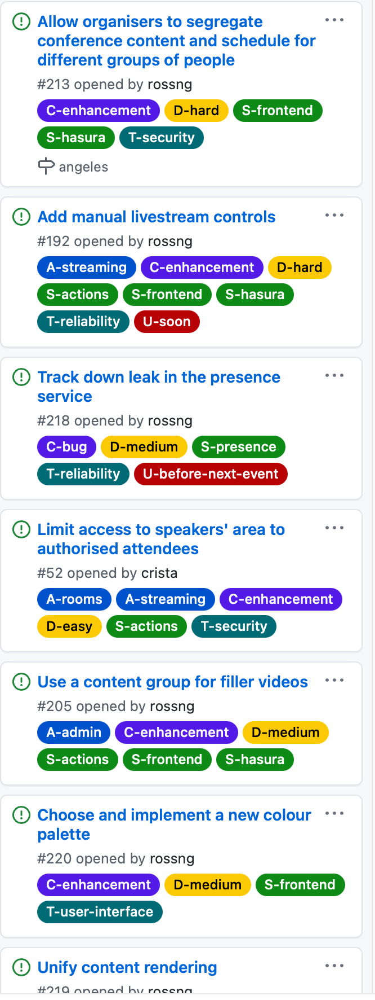 Allow organisers to segregate
conference content and schedule for
different groups of people
#213 opened by rossng
C-enhancement D-hard S-frontend
S-hasura T-security
angeles
Add manual livestream controls
#192 opened by rossng
A-streaming C-enhancement D-hard
S-actions S-frontend S-hasura
T-reliability U-soon
Track down leak in the presence
service
#218 opened by rossng
C-bug D-medium S-presence
T-reliability U-before-next-event
Limit access to speakers' area to
authorised attendees
#52 opened by crista
A-rooms A-streaming C-enhancement
D-easy S-actions T-security
Use a content group for filler videos
#205 opened by rossng
A-admin C-enhancement D-medium
S-actions S-frontend S-hasura
Choose and implement a new colour
palette
#220 opened by rossng
C-enhancement D-medium S-frontend
T-user-interface
Unify content rendering
#219 opened by rossng